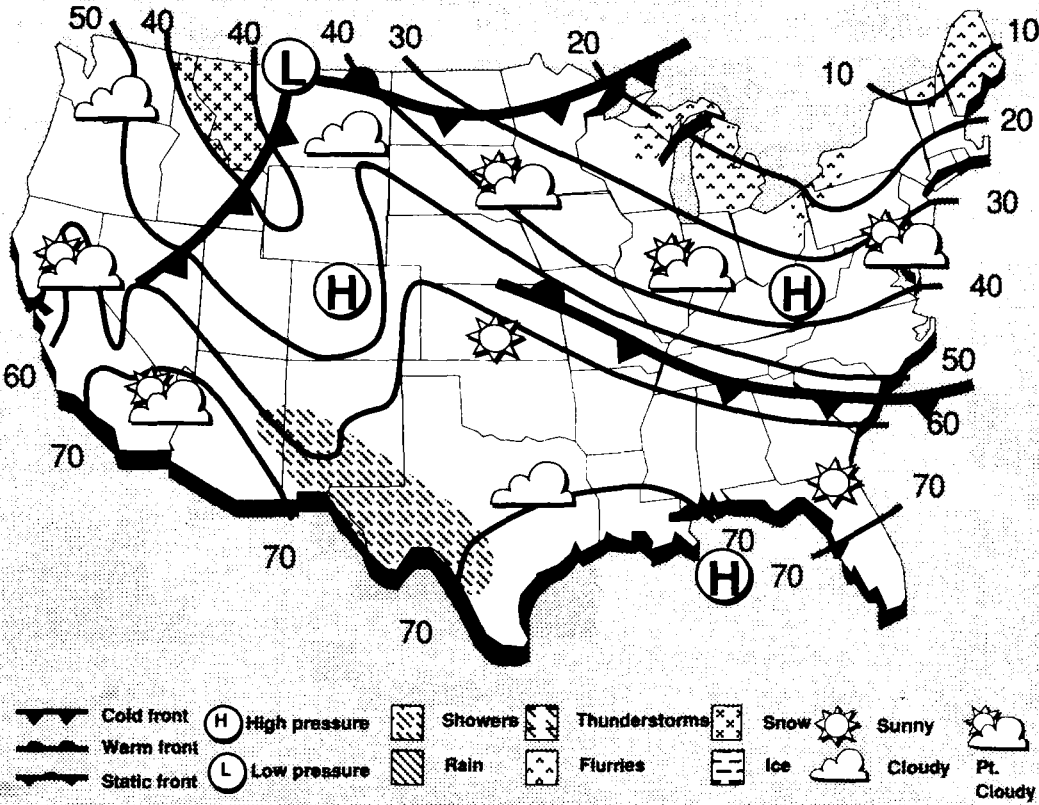 50 40 40 40 30 20 10
L 10
20
30
H H 40
60 50
60
70 70
70 70
H 70
70
Cold front H High pressure Showers Thunderstorms Snow Sunny
Warm front
Static front L Low pressure Rain Flurries Ice Cloudy Pt.
Cloudy